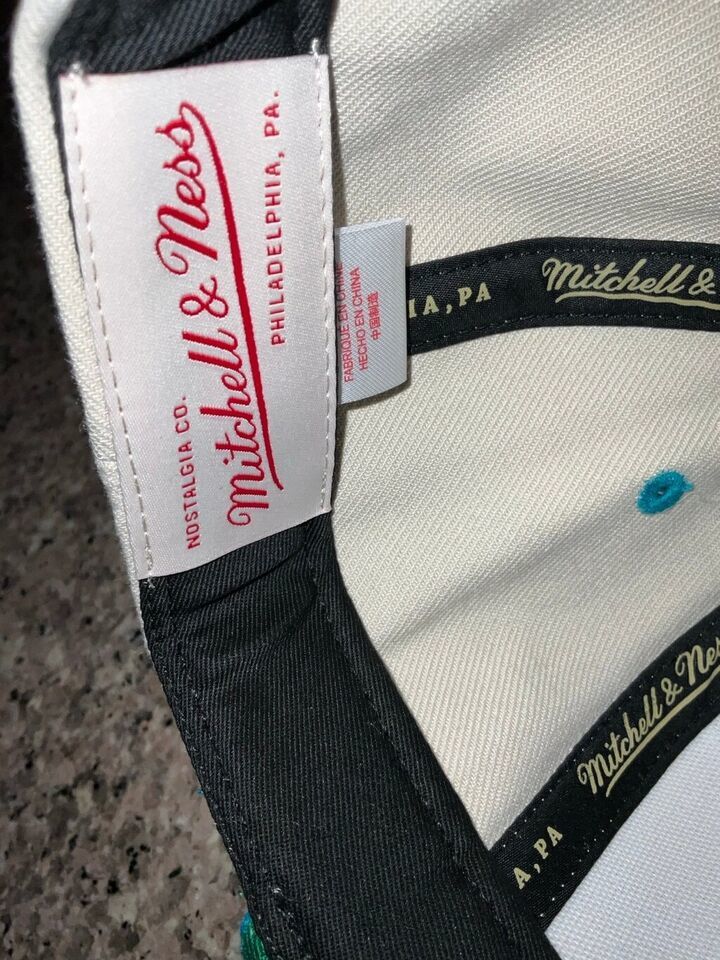 NOSTALGIA CO.
Mitchell & Ness
PHILADELPHIA, PA.
FABRIQUE EN CHINE
HECHO EN CHINA
中国制造
IA, PA
Mitchell &
Mitchell & Nes
A, PA